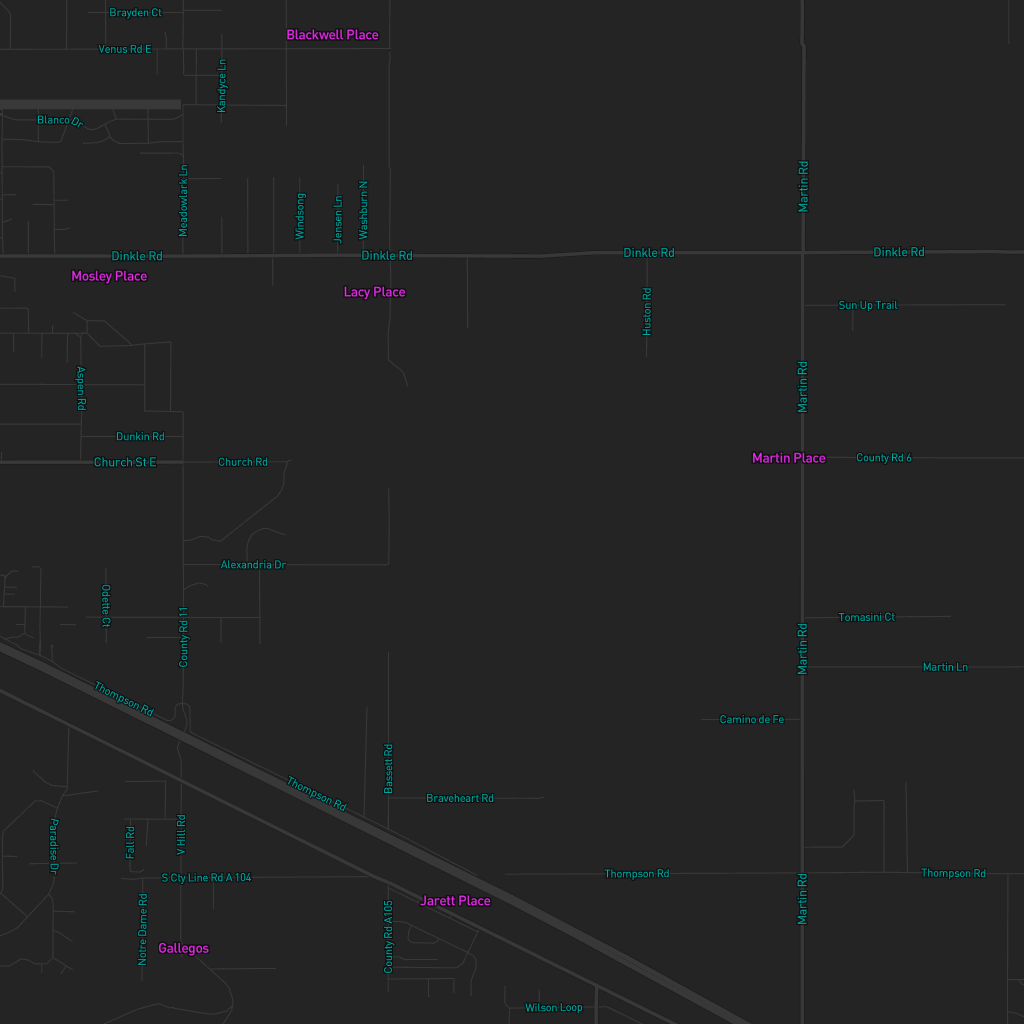 Brayden Ct
Blackwell Place
Venus Rd E
Kandyce Ln
Blanco Dr
Meadowlark Ln
Windsong
Jensen Ln
Washburn N
Martin Rd
Dinkle Rd
Dinkle Rd
Dinkle Rd
Dinkle Rd
Mosley Place
Lacy Place
Huston Rd
Sun Up Trail
Aspen Rd
Martin Rd
Dunkin Rd
Church St E
Church Rd
Martin Place
County Rd 6
Alexandria Dr
Odette Ct
County Rd 11
Tomasini Ct
Martin Rd
Martin Ln
Thompson Rd
Camino de Fe
Bassett Rd
Thompson Rd
Braveheart Rd
Paradise Dr
Fall Rd
V Hill Rd
S Cty Line Rd A 104
Thompson Rd
Thompson Rd
Jarett Place
Martin Rd
Notre Dame Rd
County Rd A105
Gallegos
Wilson Loop